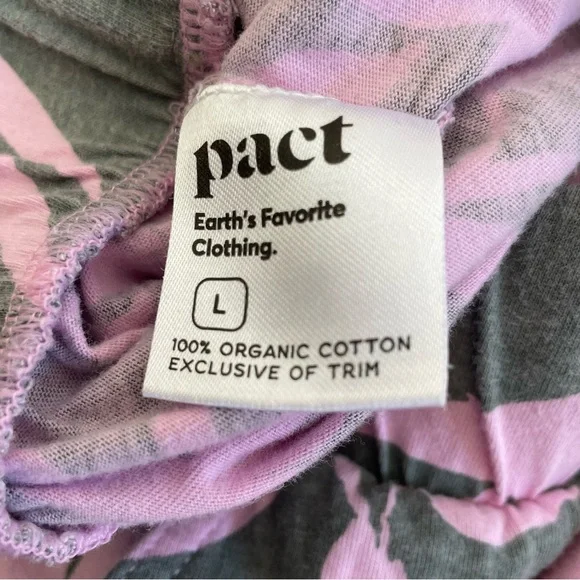 pact
Earth's Favorite
Clothing.
L
100% ORGANIC COTTON
EXCLUSIVE OF TRIM